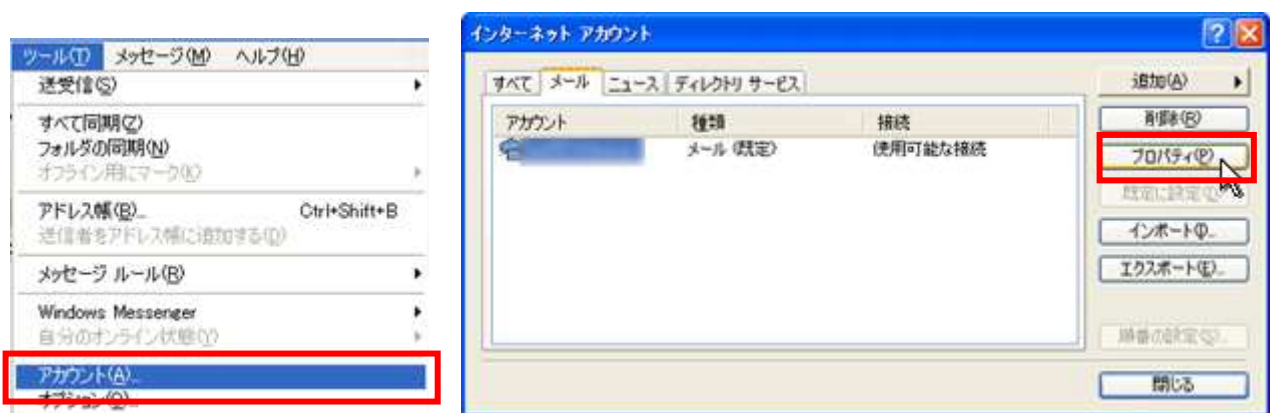 ツール(T) メッセージ(M) ヘルプ(H)
送受信(S)
すべて同期(Z)
フォルダの同期(N)
オフライン用にマーク(K)
アドレス帳(B)... Ctrl+Shift+B
送信者をアドレス帳に追加する(D)
メッセージ ルール(R)
Windows Messenger
自分のオンライン状態(Y)
アカウント(A)...
オプション(O)...
インターネット アカウント
すべて メール ニュース ディレクトリ サービス
アカウント 種類 接続
メール (既定) 使用可能な接続
追加(A)
削除(R)
プロパティ(P)
既定に設定(D)
インポート(I)...
エクスポート(E)...
順番の設定(S)...
閉じる